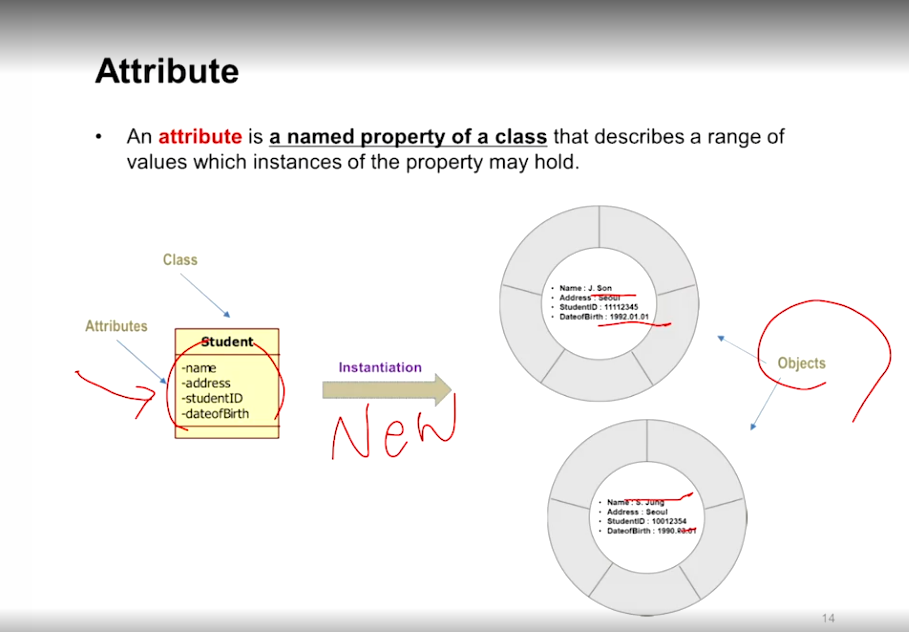 Attribute
• An attribute is a named property of a class that describes a range of
values which instances of the property may hold.
Class
Attributes
Student
-name
-address
-studentID
-dateofBirth
Instantiation
New
• Name : J. Son
• Address : Seoul
• StudentID : 11112345
• DateofBirth : 1992.01.01
Objects
• Name : S. Jung
• Address : Seoul
• StudentID : 10012354
• DateofBirth : 1990.
14